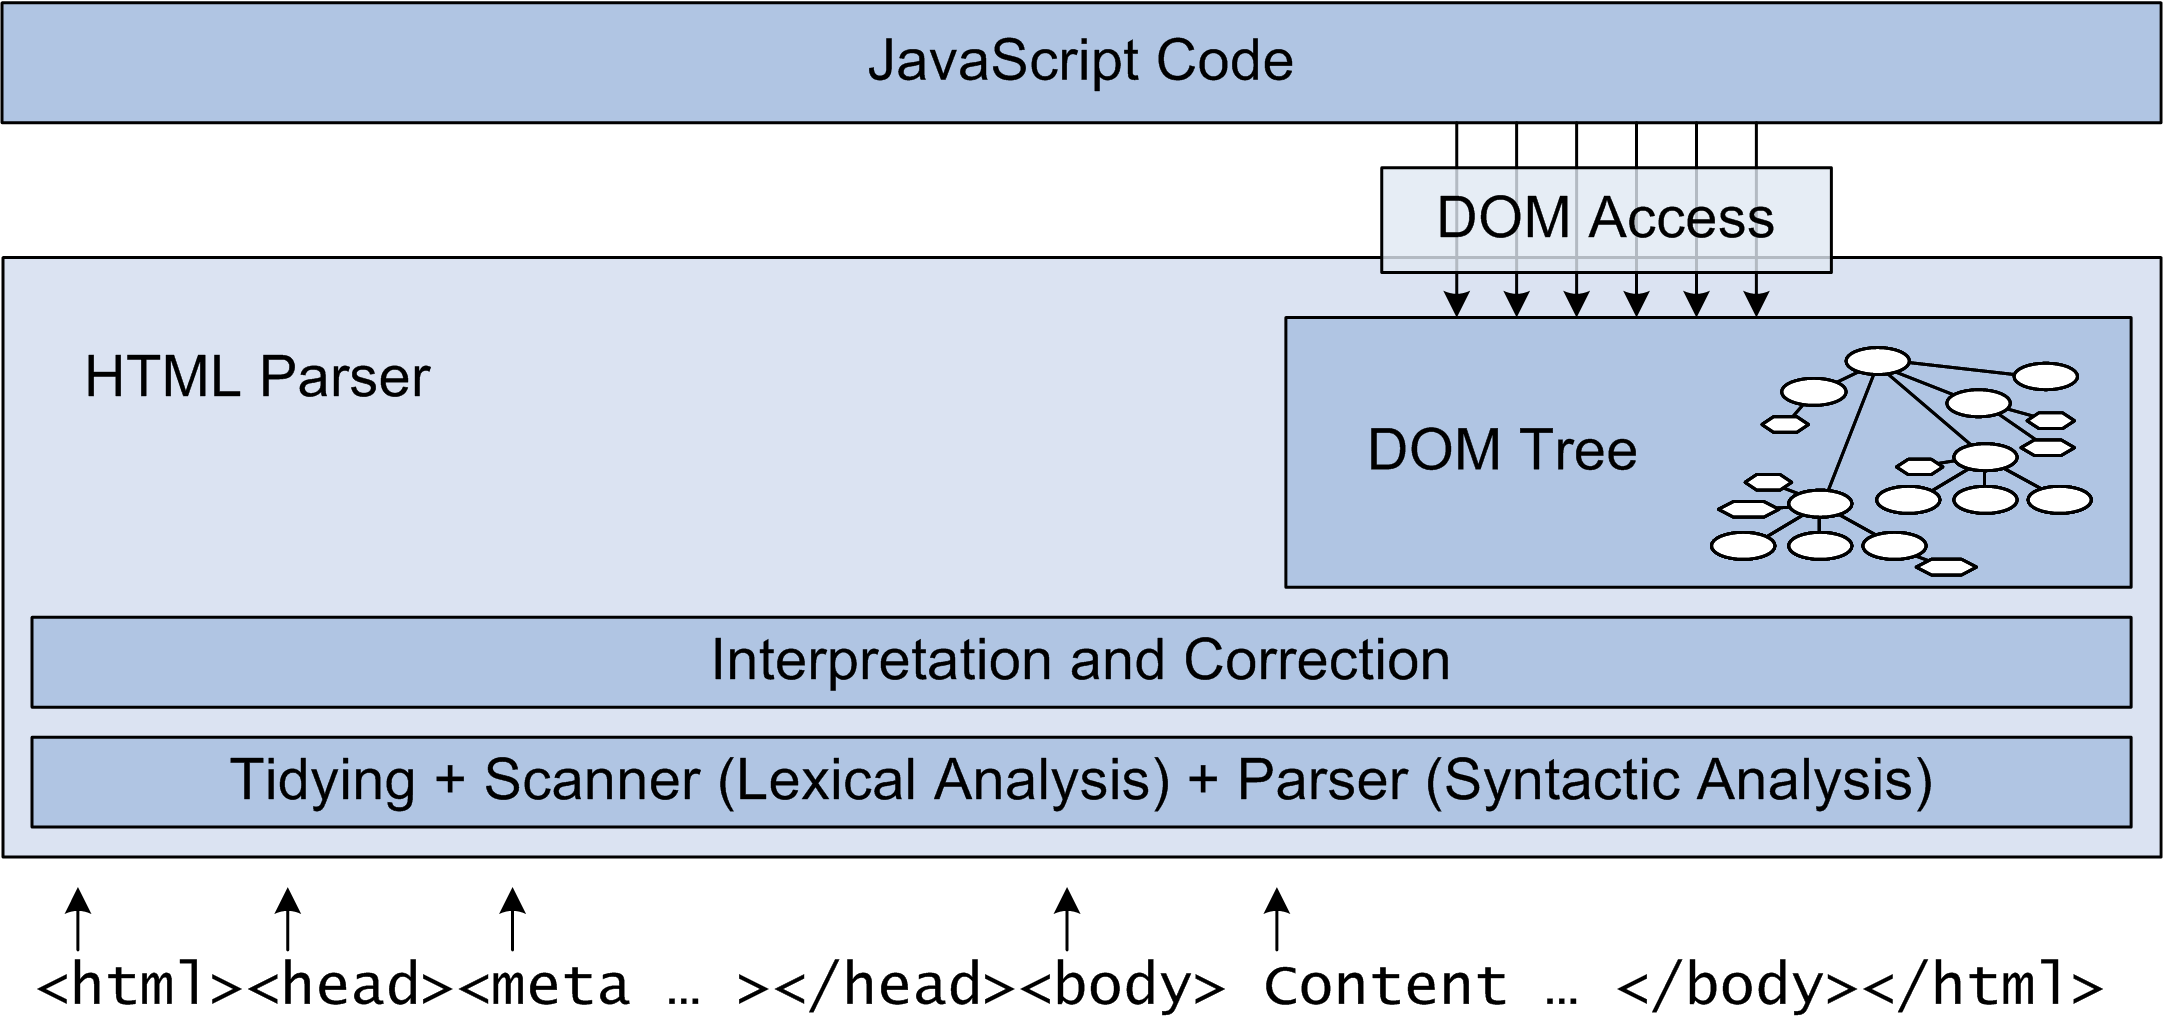 JavaScript Code
DOM Access
HTML Parser
DOM Tree
Interpretation and Correction
Tidying + Scanner (Lexical Analysis) + Parser (Syntactic Analysis)
<html><head><meta … ></head><body> Content … </body></html>